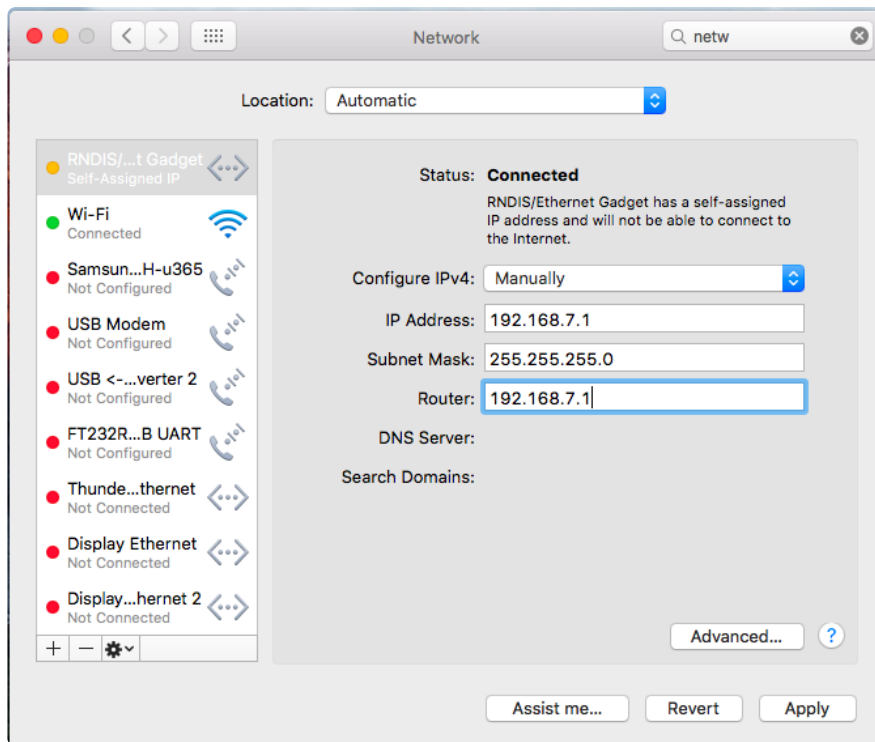 Network
netw
Location: Automatic
RNDIS/...t Gadget
Self-Assigned IP
Wi-Fi
Connected
Samsun...H-u365
Not Configured
USB Modem
Not Configured
USB <-...verter 2
Not Configured
FT232R...B UART
Not Configured
Thunde...thernet
Not Connected
Display Ethernet
Not Connected
Display...hernet 2
Not Connected
Status: Connected
RNDIS/Ethernet Gadget has a self-assigned
IP address and will not be able to connect to
the Internet.
Configure IPv4: Manually
IP Address: 192.168.7.1
Subnet Mask: 255.255.255.0
Router: 192.168.7.1
DNS Server:
Search Domains:
Advanced... ?
Assist me... Revert Apply